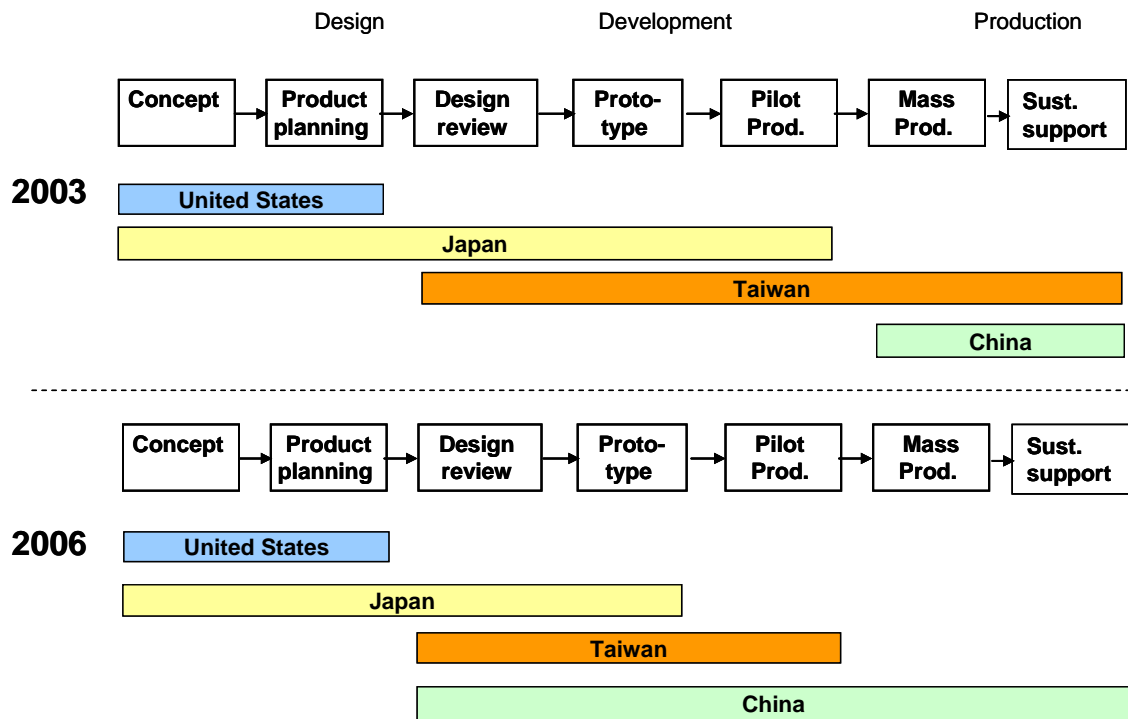 Design Development Production
Concept Product Design Proto- Pilot Mass Sust.
planning review type Prod. Prod. support
2003
United States
Japan
Taiwan
China
Concept Product Design Proto- Pilot Mass Sust.
planning review type Prod. Prod. support
2006
United States
Japan
Taiwan
China